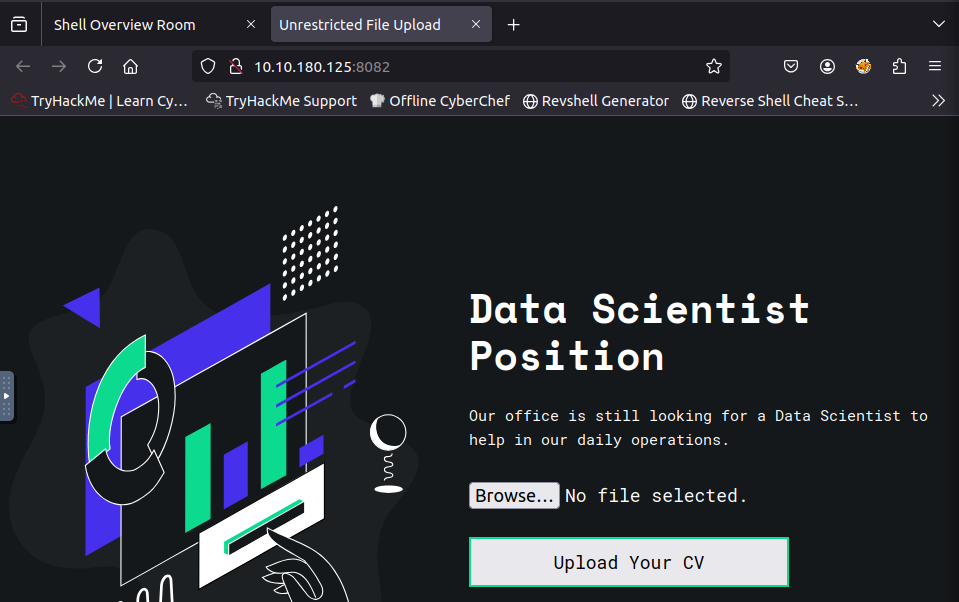 Shell Overview Room
Unrestricted File Upload
10.10.180.125:8082
TryHackMe | Learn Cy…
TryHackMe Support
Offline CyberChef
Revshell Generator
Reverse Shell Cheat S…
Data Scientist
Position
Our office is still looking for a Data Scientist to
help in our daily operations.
Browse… No file selected.
Upload Your CV